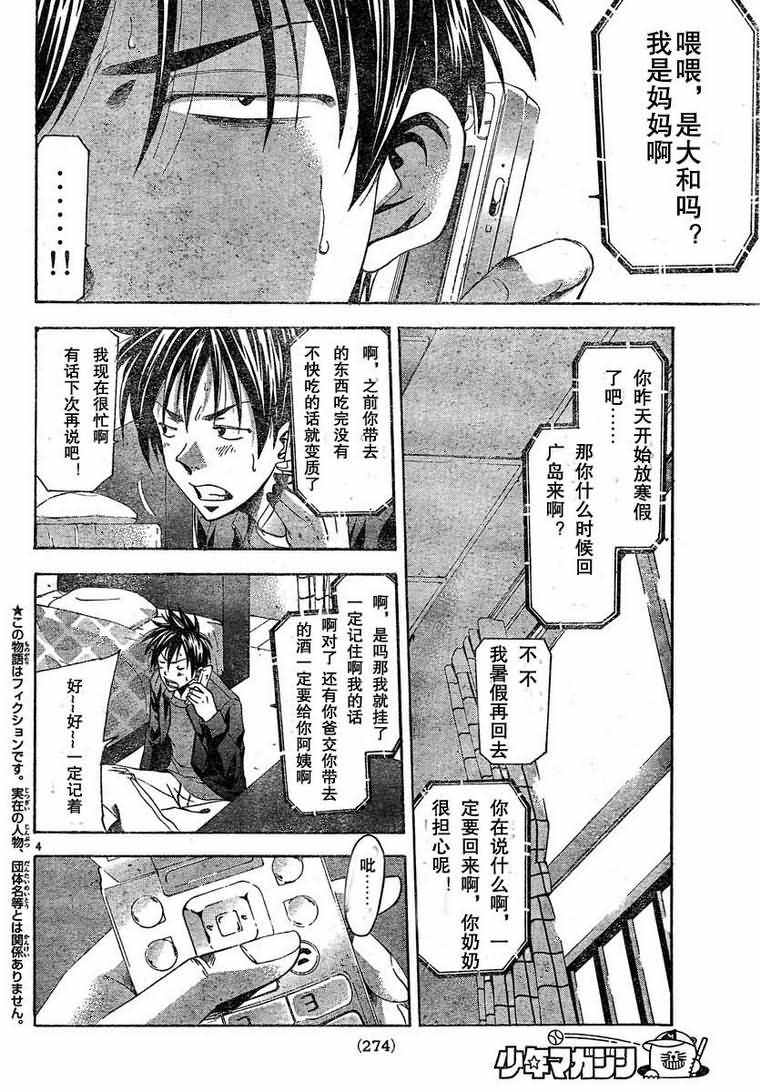 喂喂，是大和吗？
我是妈妈啊
……!!
你昨天开始放寒假
了吧……
那你什么时候回
广岛来啊？
不不
我暑假再回去
你在说什么啊，一
定要回来啊，你奶奶
很担心呢！
啊，之前你带去
的东西吃完没有
不快吃的话就变质了
我现在很忙啊
有话下次再说吧！
啊，是吗那我就挂了
一定记住啊我的话
啊对了 还有你爸交你带去
的酒一定要给你阿姨啊
好~好~一定记着
吡……
★この物語はフィクションです。実在の人物、団体名等とは関係ありません。
4
(274)
少年マガジン